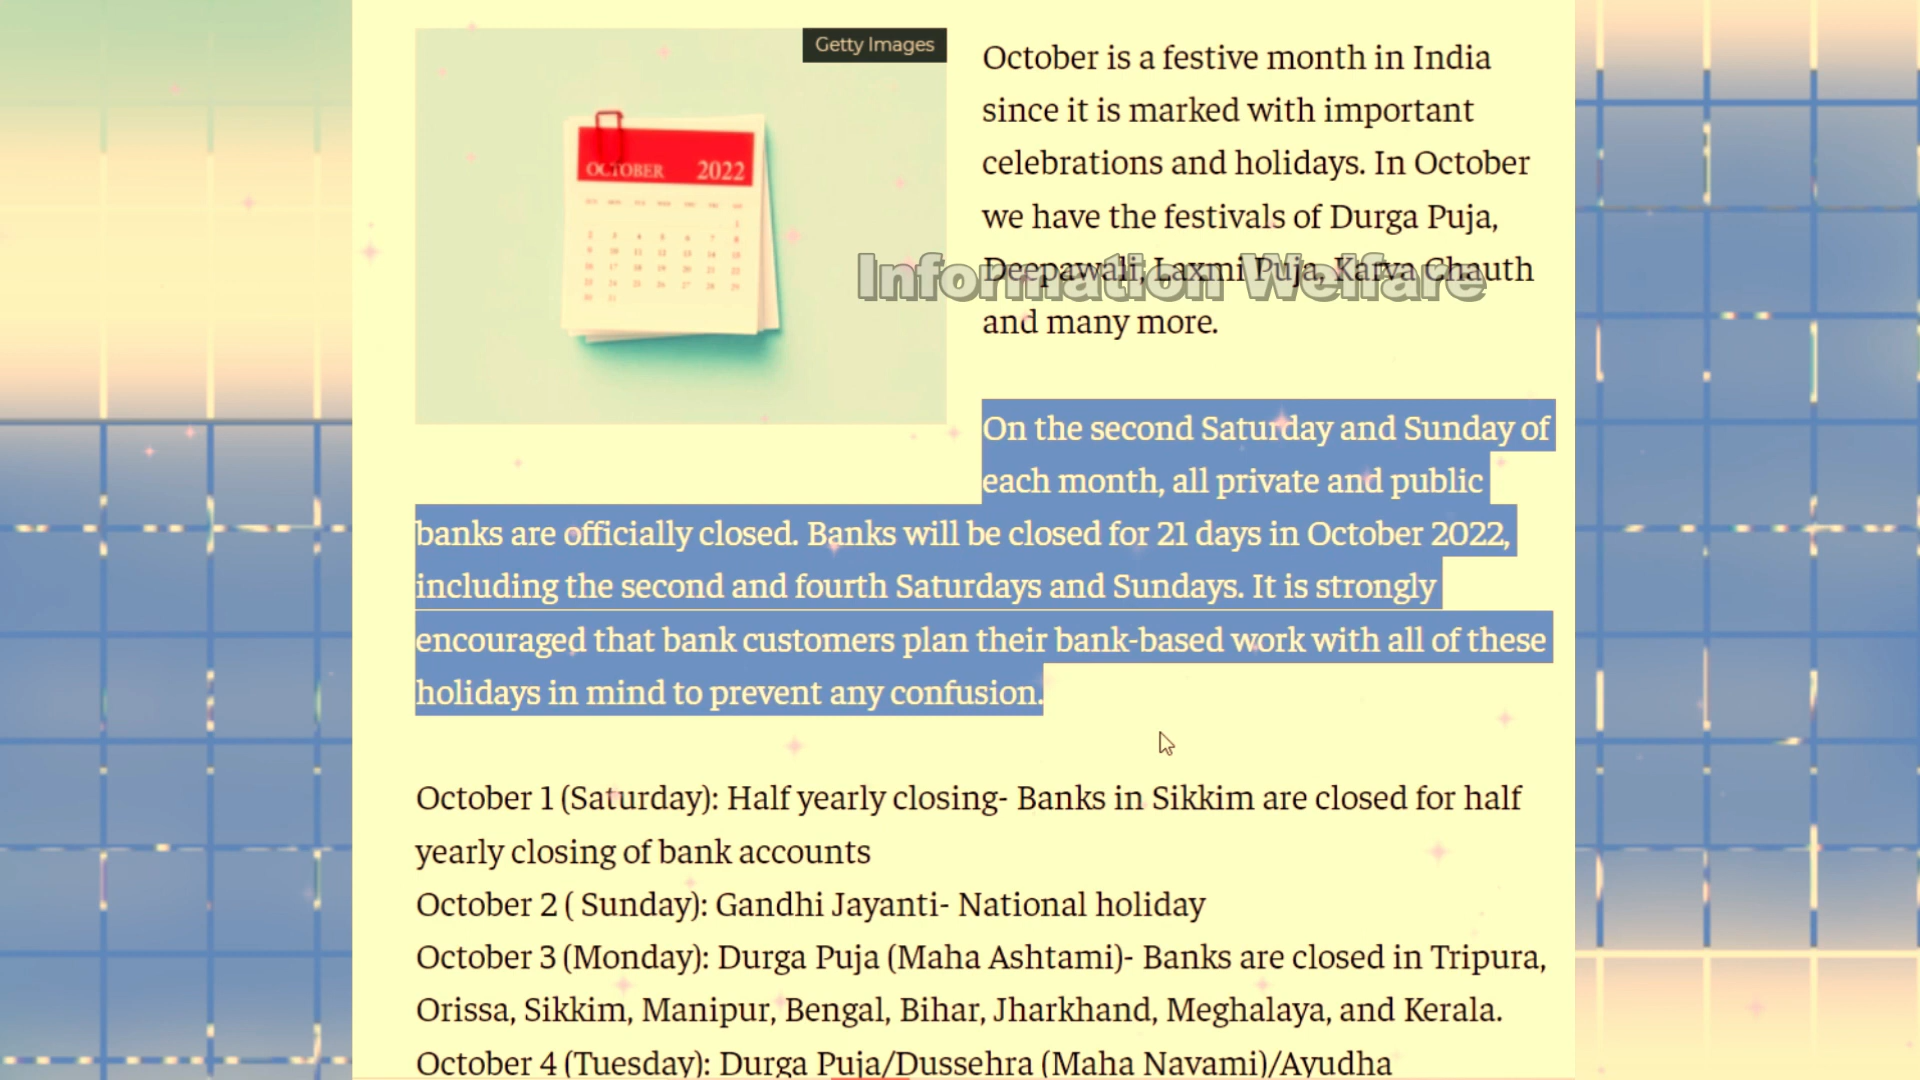 Getty Images
OCTOBER 2022
October is a festive month in India
since it is marked with important
celebrations and holidays. In October
we have the festivals of Durga Puja,
Deepawali, Laxmi Puja, Karva Chauth
and many more.
Information Welfare
On the second Saturday and Sunday of
each month, all private and public
banks are officially closed. Banks will be closed for 21 days in October 2022,
including the second and fourth Saturdays and Sundays. It is strongly
encouraged that bank customers plan their bank-based work with all of these
holidays in mind to prevent any confusion.
October 1 (Saturday): Half yearly closing- Banks in Sikkim are closed for half
yearly closing of bank accounts
October 2 ( Sunday): Gandhi Jayanti- National holiday
October 3 (Monday): Durga Puja (Maha Ashtami)- Banks are closed in Tripura,
Orissa, Sikkim, Manipur, Bengal, Bihar, Jharkhand, Meghalaya, and Kerala.
October 4 (Tuesday): Durga Puja/Dussehra (Maha Navami)/Ayudha